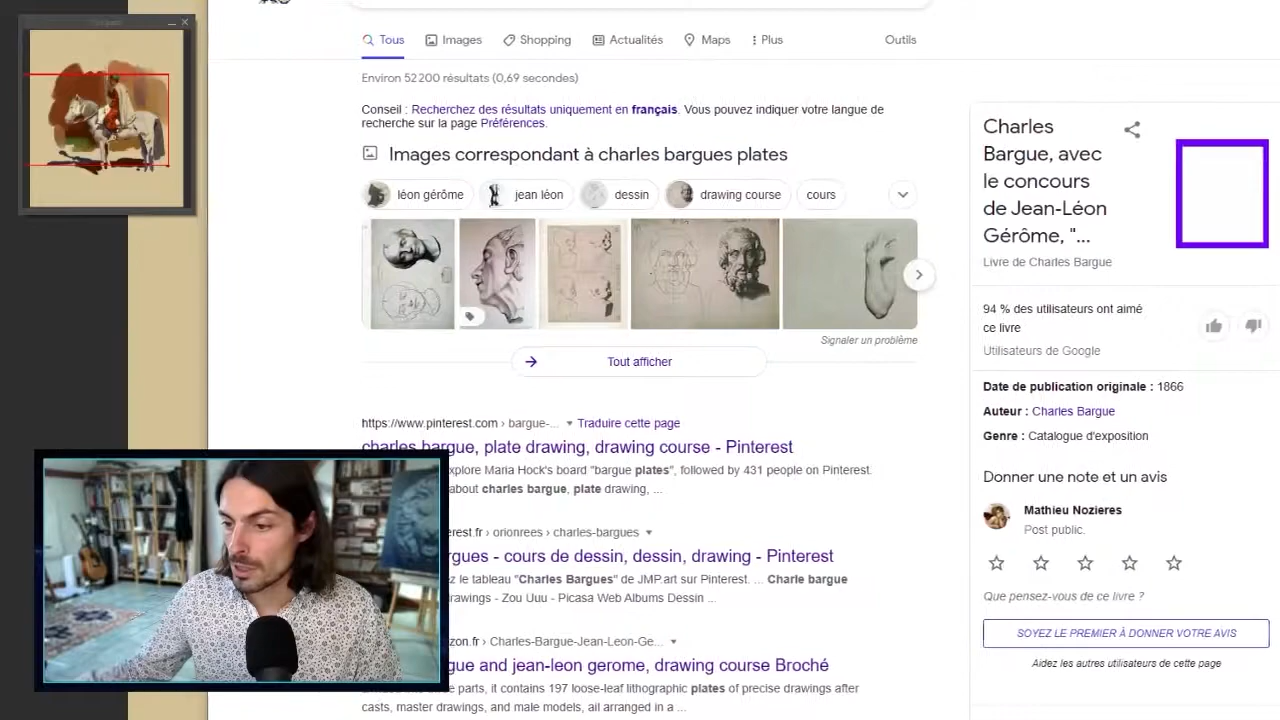 Tous
Images
Shopping
Actualités
Maps
Plus
Outils
Environ 52 200 résultats (0,69 secondes)
Conseil : Recherchez des résultats uniquement en français. Vous pouvez indiquer votre langue de
recherche sur la page Préférences.
Images correspondant à charles bargues plates
léon gérôme
jean léon
dessin
drawing course
cours
Signaler un problème
Tout afficher
https://www.pinterest.com › bargue-... Traduire cette page
charles bargue, plate drawing, drawing course - Pinterest
xplore Maria Hock's board "bargue plates", followed by 431 people on Pinterest.
about charles bargue, plate drawing, ...
erest.fr › orionrees › charles-bargues
rgues - cours de dessin, dessin, drawing - Pinterest
z le tableau "Charles Bargues" de JMP.art sur Pinterest. ... Charle bargue
drawings - Zou Uuu - Picasa Web Albums Dessin ...
zon.fr › Charles-Bargue-Jean-Leon-Ge...
gue and jean-leon gerome, drawing course Broché
parts, it contains 197 loose-leaf lithographic plates of precise drawings after
casts, master drawings, and male models, all arranged in a ...
Charles
Bargue, avec
le concours
de Jean-Léon
Gérôme, "...
Livre de Charles Bargue
94 % des utilisateurs ont aimé
ce livre
Utilisateurs de Google
Date de publication originale : 1866
Auteur : Charles Bargue
Genre : Catalogue d'exposition
Donner une note et un avis
Mathieu Nozieres
Post public.
Que pensez-vous de ce livre ?
SOYEZ LE PREMIER À DONNER VOTRE AVIS
Aidez les autres utilisateurs de cette page